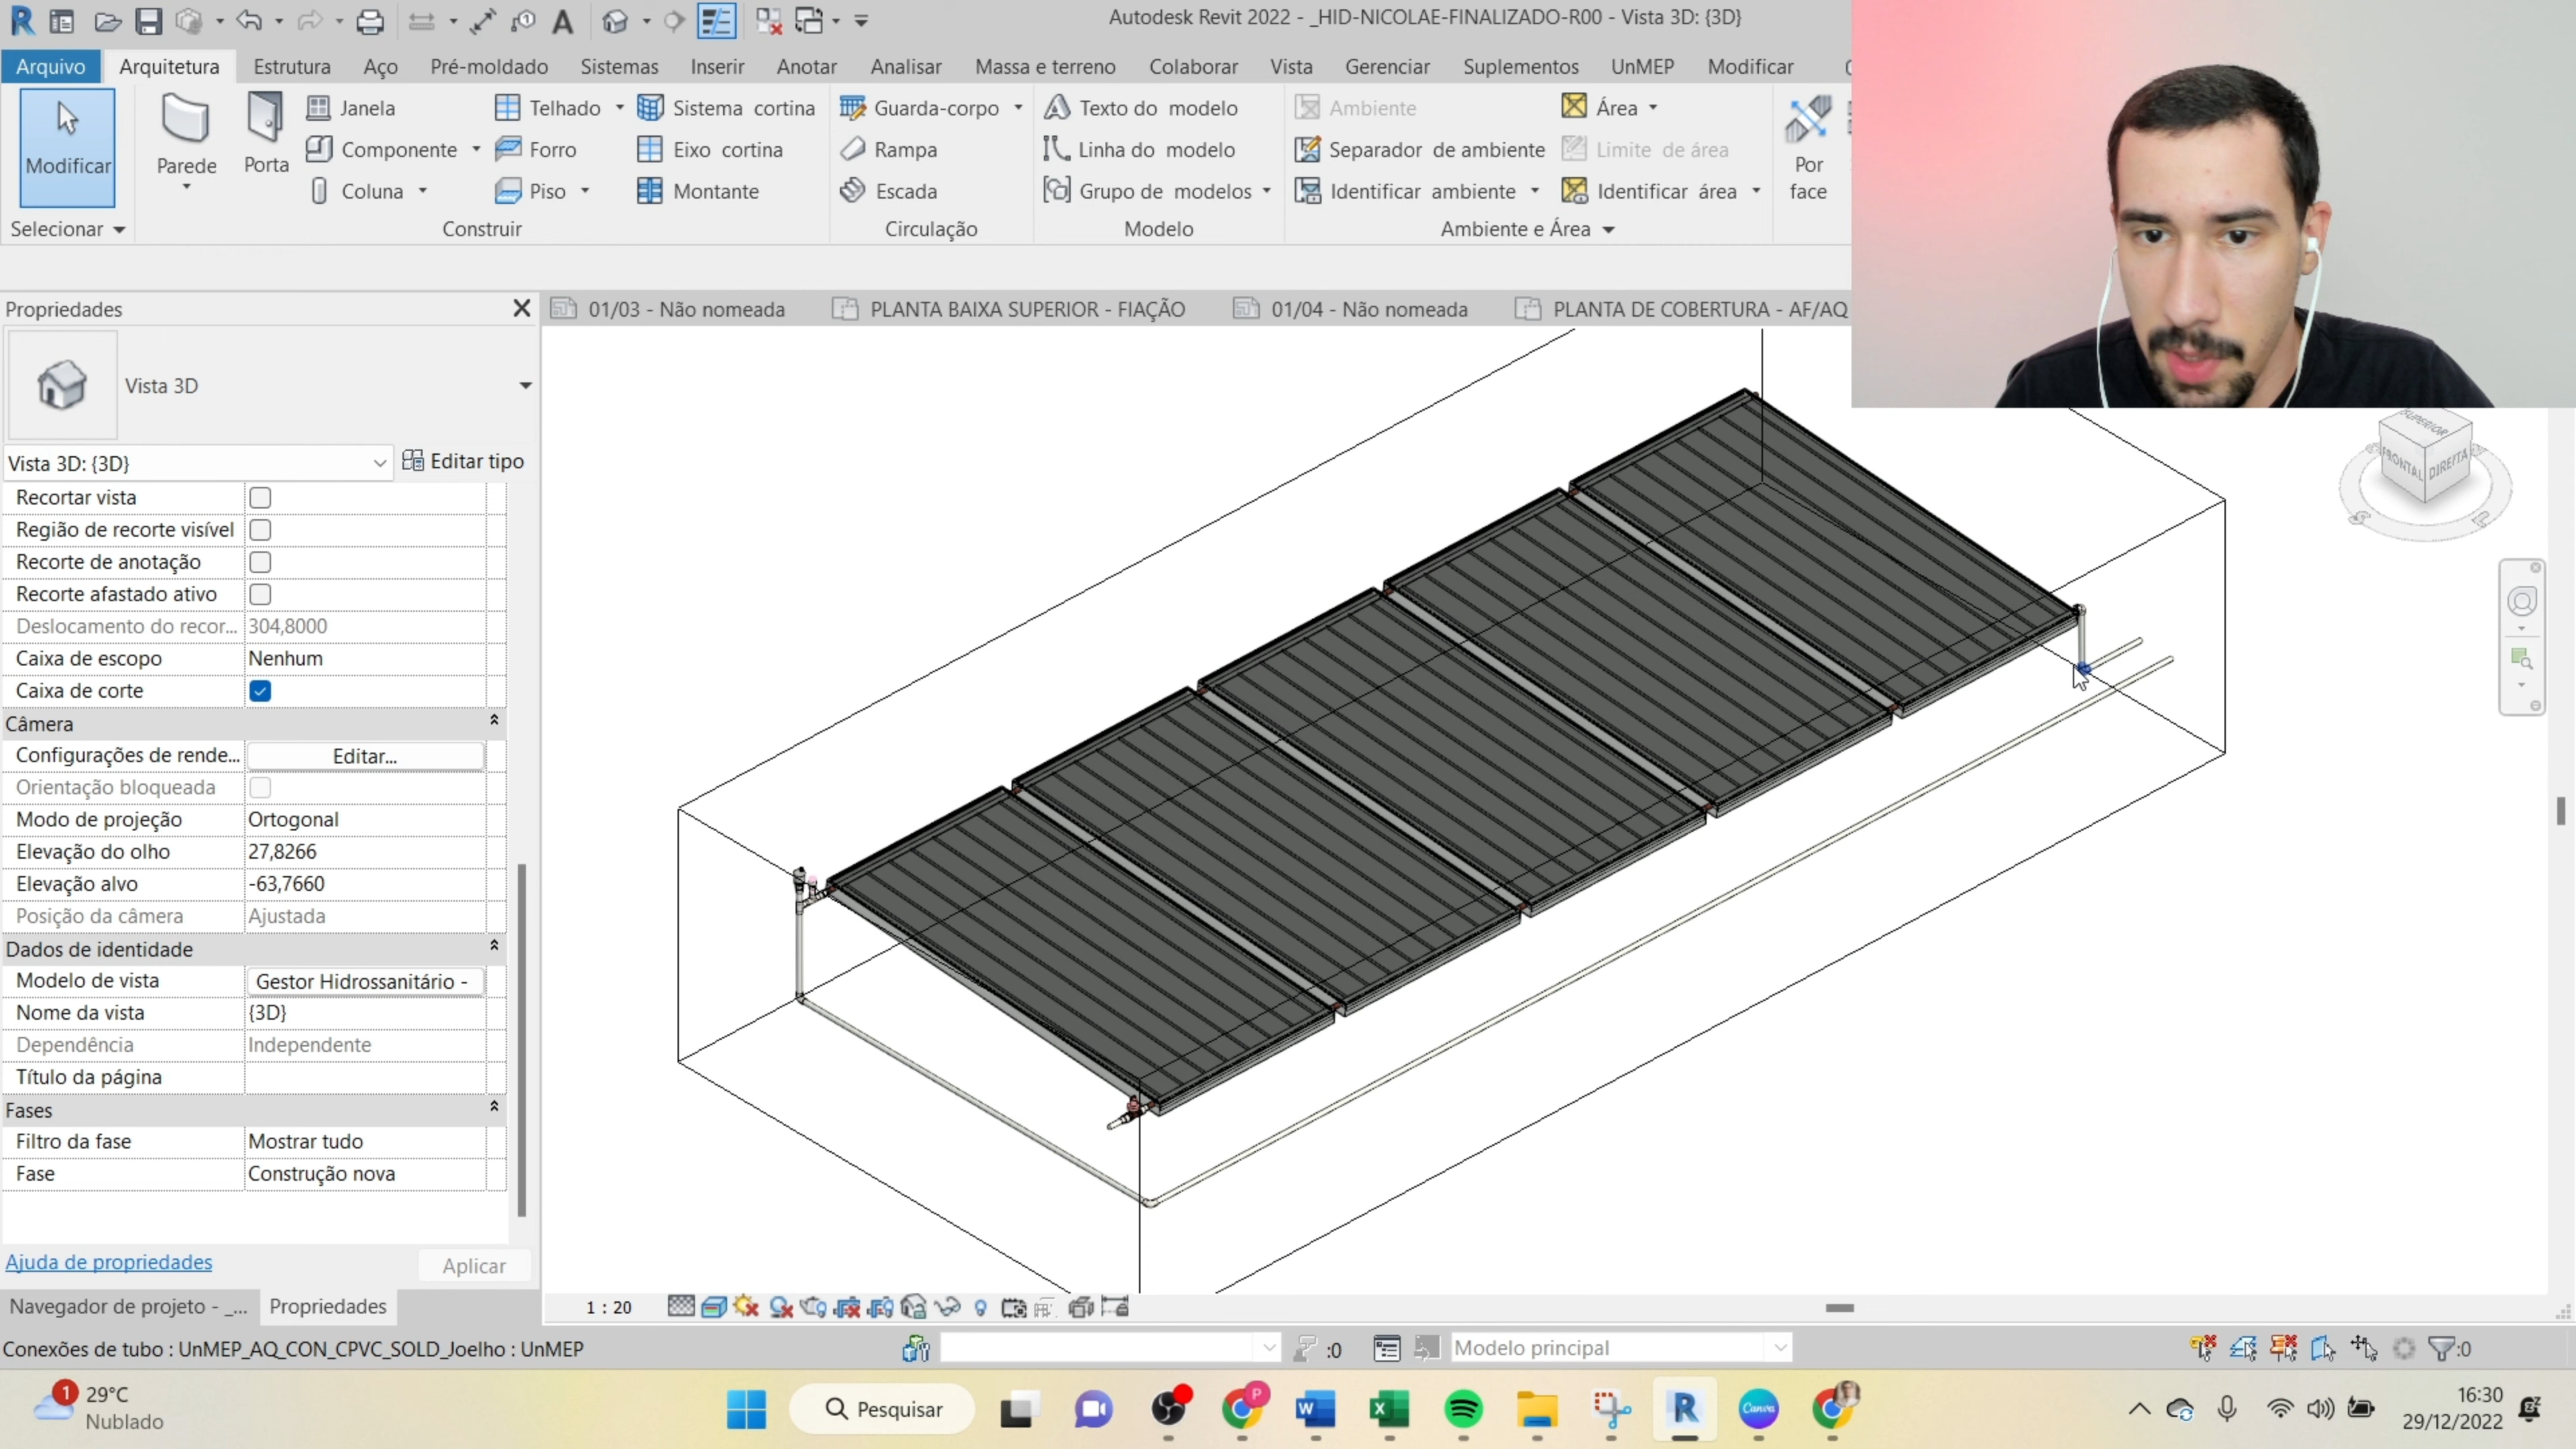 Autodesk Revit 2022 - _HID-NICOLAE-FINALIZADO-R00 - Vista 3D: {3D}
Arquivo Arquitetura Estrutura Aço Pré-moldado Sistemas Inserir Anotar Analisar Massa e terreno Colaborar Vista Gerenciar Suplementos UnMEP Modificar
Modificar
Selecionar
Parede
Porta
Janela
Componente
Coluna
Telhado
Forro
Piso
Sistema cortina
Eixo cortina
Montante
Construir
Guarda-corpo
Rampa
Escada
Circulação
Texto do modelo
Linha do modelo
Grupo de modelos
Modelo
Ambiente
Separador de ambiente
Identificar ambiente
Área
Limite de área
Identificar área
Ambiente e Área
Por
face
Propriedades
01/03 - Não nomeada
PLANTA BAIXA SUPERIOR - FIAÇÃO
01/04 - Não nomeada
PLANTA DE COBERTURA - AF/AQ
Vista 3D
Vista 3D: {3D}
Editar tipo
Recortar vista
Região de recorte visível
Recorte de anotação
Recorte afastado ativo
Deslocamento do recor... 304,8000
Caixa de escopo Nenhum
Caixa de corte
Câmera
Configurações de rende... Editar...
Orientação bloqueada
Modo de projeção Ortogonal
Elevação do olho 27,8266
Elevação alvo -63,7660
Posição da câmera Ajustada
Dados de identidade
Modelo de vista Gestor Hidrossanitário -
Nome da vista {3D}
Dependência Independente
Título da página
Fases
Filtro da fase Mostrar tudo
Fase Construção nova
Ajuda de propriedades
Aplicar
Navegador de projeto - _...
Propriedades
SUPERIOR
FRONTAL
DIREITA
1 : 20
Conexões de tubo : UnMEP_AQ_CON_CPVC_SOLD_Joelho : UnMEP
:0
Modelo principal
:0
1
29°C
Nublado
Pesquisar
P
Canva
16:30
29/12/2022